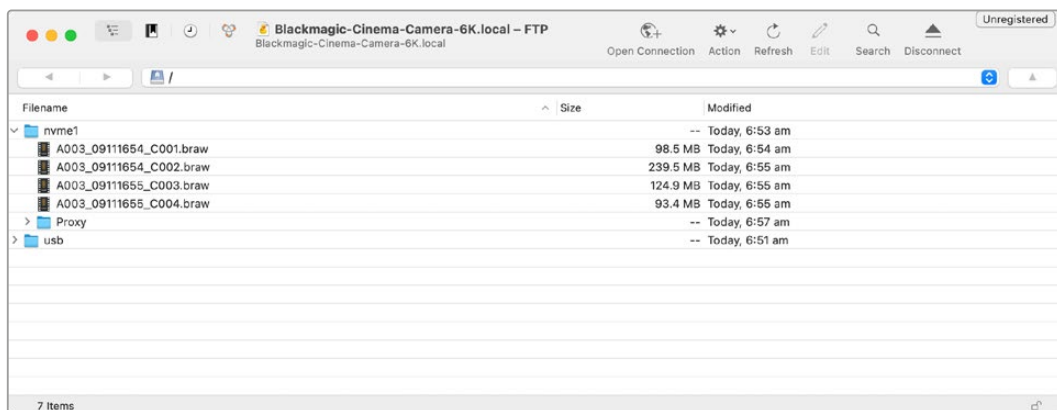 Blackmagic-Cinema-Camera-6K.local – FTP
Blackmagic-Cinema-Camera-6K.local
Open Connection Action Refresh Edit Search Disconnect
Unregistered
/
Filename Size Modified
nvme1 -- Today, 6:53 am
A003_09111654_C001.braw 98.5 MB Today, 6:54 am
A003_09111654_C002.braw 239.5 MB Today, 6:55 am
A003_09111655_C003.braw 124.9 MB Today, 6:55 am
A003_09111655_C004.braw 93.4 MB Today, 6:55 am
Proxy -- Today, 6:57 am
usb -- Today, 6:51 am
7 Items